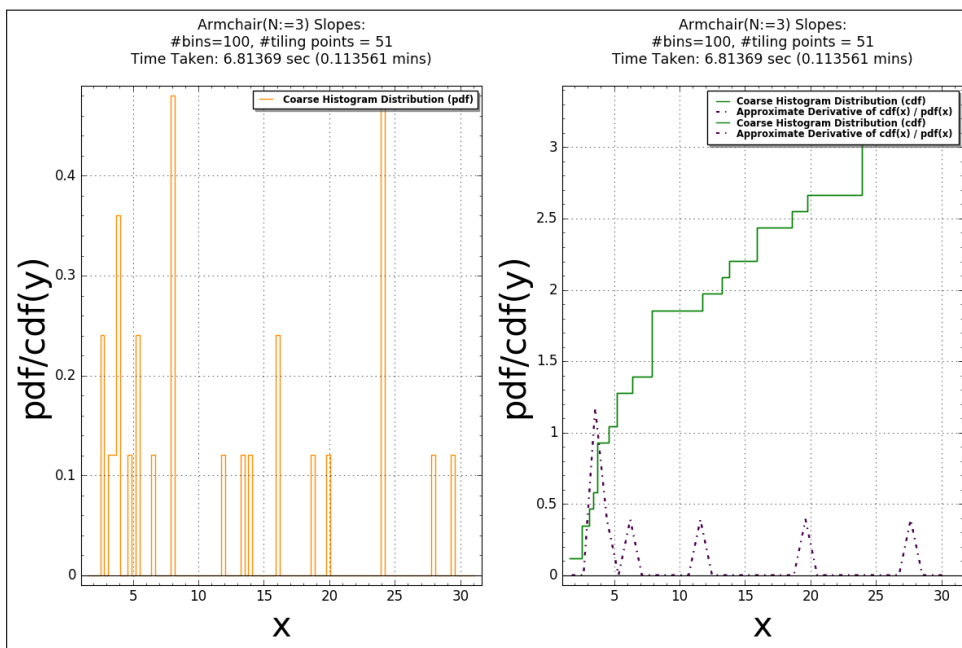 Armchair(N:=3) Slopes:
#bins=100, #tiling points = 51
Time Taken: 6.81369 sec (0.113561 mins)
Coarse Histogram Distribution (pdf)
pdf/cdf(y)
0.4
0.3
0.2
0.1
0
5
10
15
20
25
30
x
Armchair(N:=3) Slopes:
#bins=100, #tiling points = 51
Time Taken: 6.81369 sec (0.113561 mins)
Coarse Histogram Distribution (cdf)
Approximate Derivative of cdf(x) / pdf(x)
Coarse Histogram Distribution (cdf)
Approximate Derivative of cdf(x) / pdf(x)
pdf/cdf(y)
3
2.5
2
1.5
1
0.5
0
5
10
15
20
25
30
x